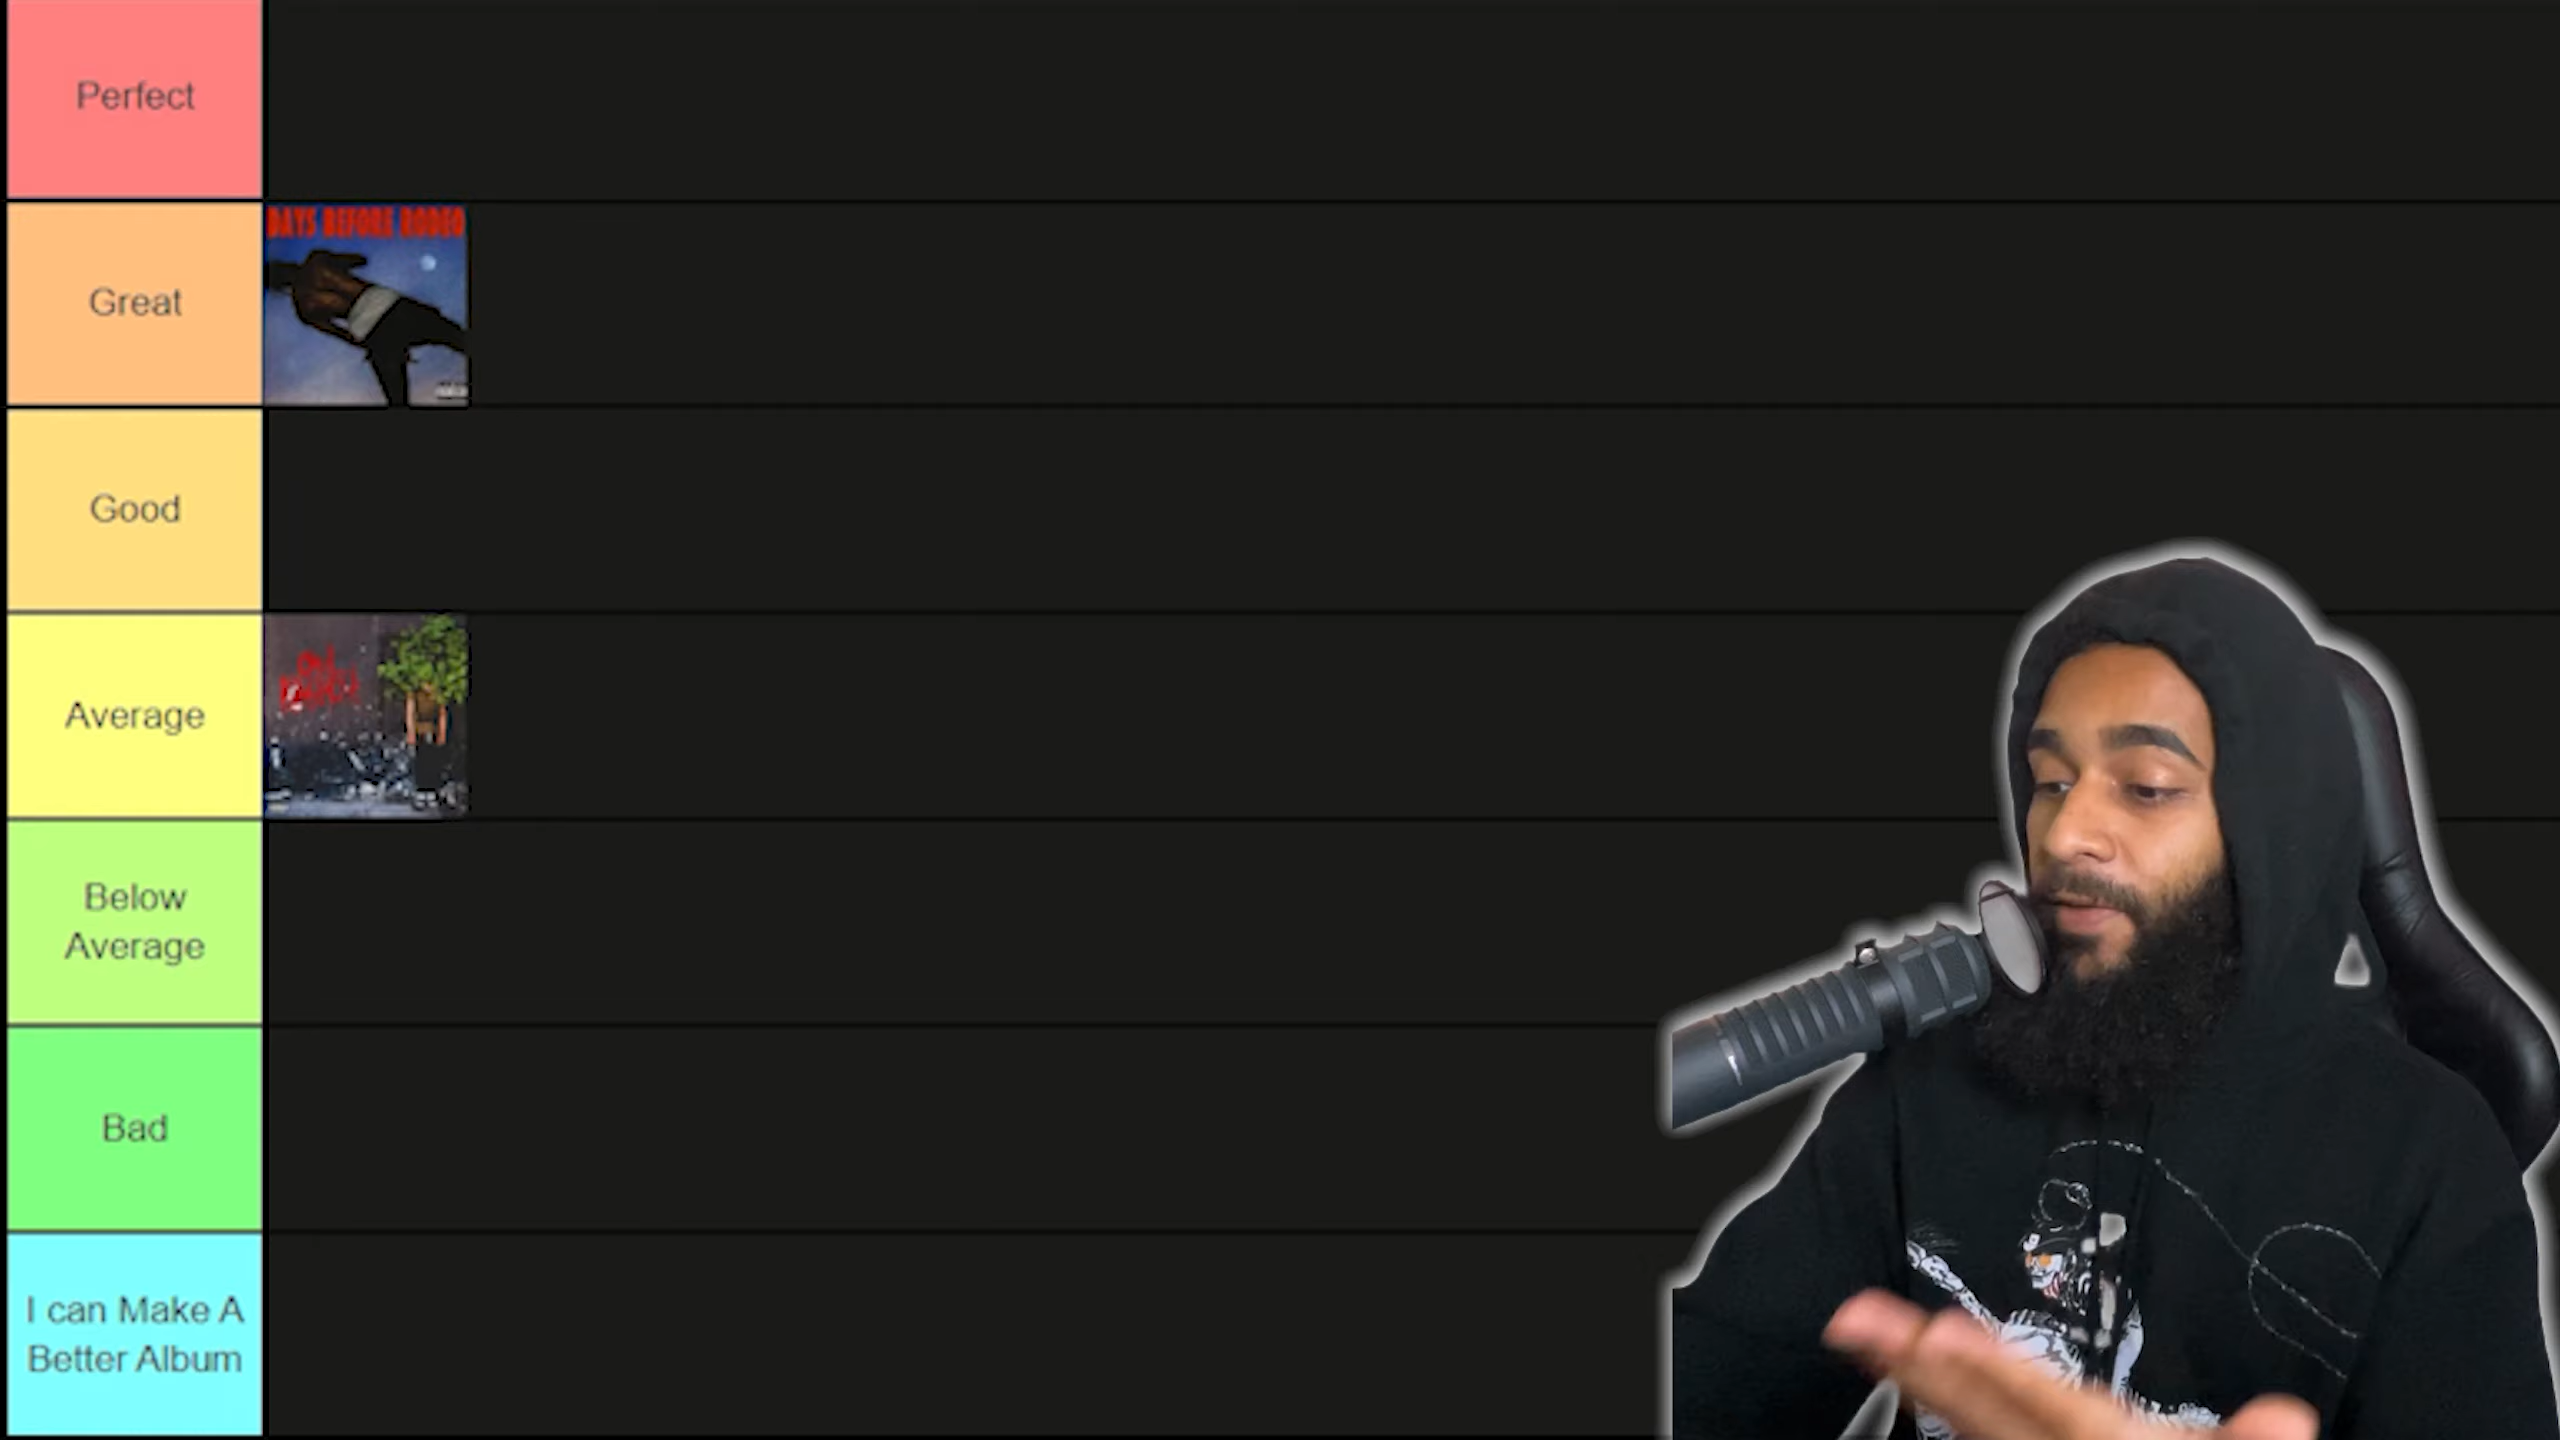 Perfect
DAYS BEFORE RODEO
Great
Good
Average
Below
Average
Bad
I can Make A
Better Album